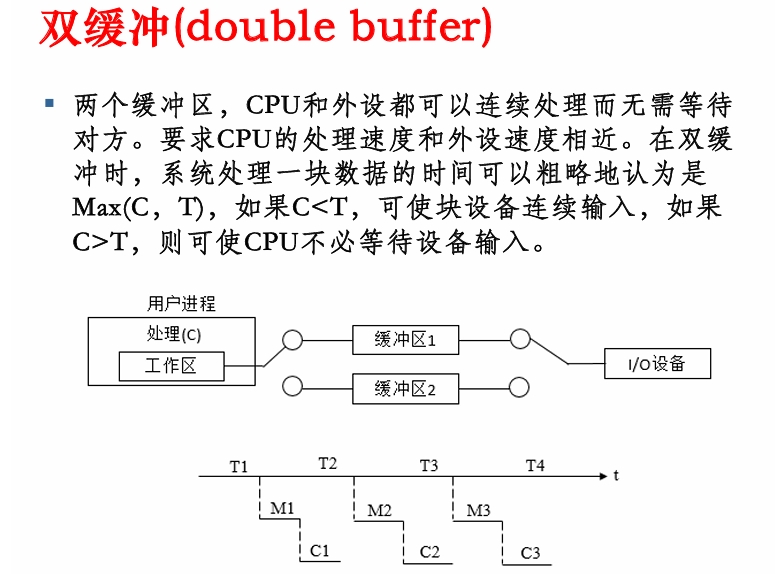 双缓冲(double buffer)
▪ 两个缓冲区，CPU和外设都可以连续处理而无需等待
对方。要求CPU的处理速度和外设速度相近。在双缓
冲时，系统处理一块数据的时间可以粗略地认为是
Max(C，T)，如果C<T，可使块设备连续输入，如果
C>T，则可使CPU不必等待设备输入。
用户进程
处理(C)
工作区
缓冲区1
缓冲区2
I/O设备
T1 T2 T3 T4 t
M1 M2 M3
C1 C2 C3